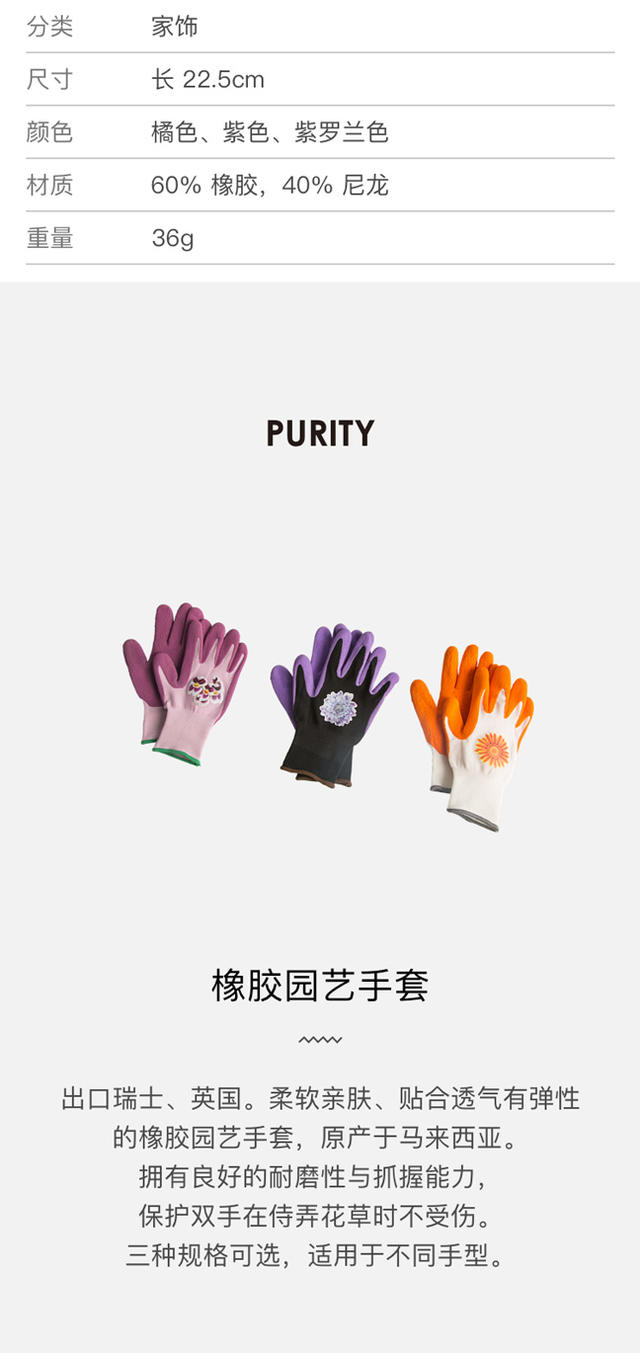 分类 家饰
尺寸 长 22.5cm
颜色 橘色、紫色、紫罗兰色
材质 60% 橡胶，40% 尼龙
重量 36g
PURITY
橡胶园艺手套
出口瑞士、英国。柔软亲肤、贴合透气有弹性
的橡胶园艺手套，原产于马来西亚。
拥有良好的耐磨性与抓握能力，
保护双手在侍弄花草时不受伤。
三种规格可选，适用于不同手型。